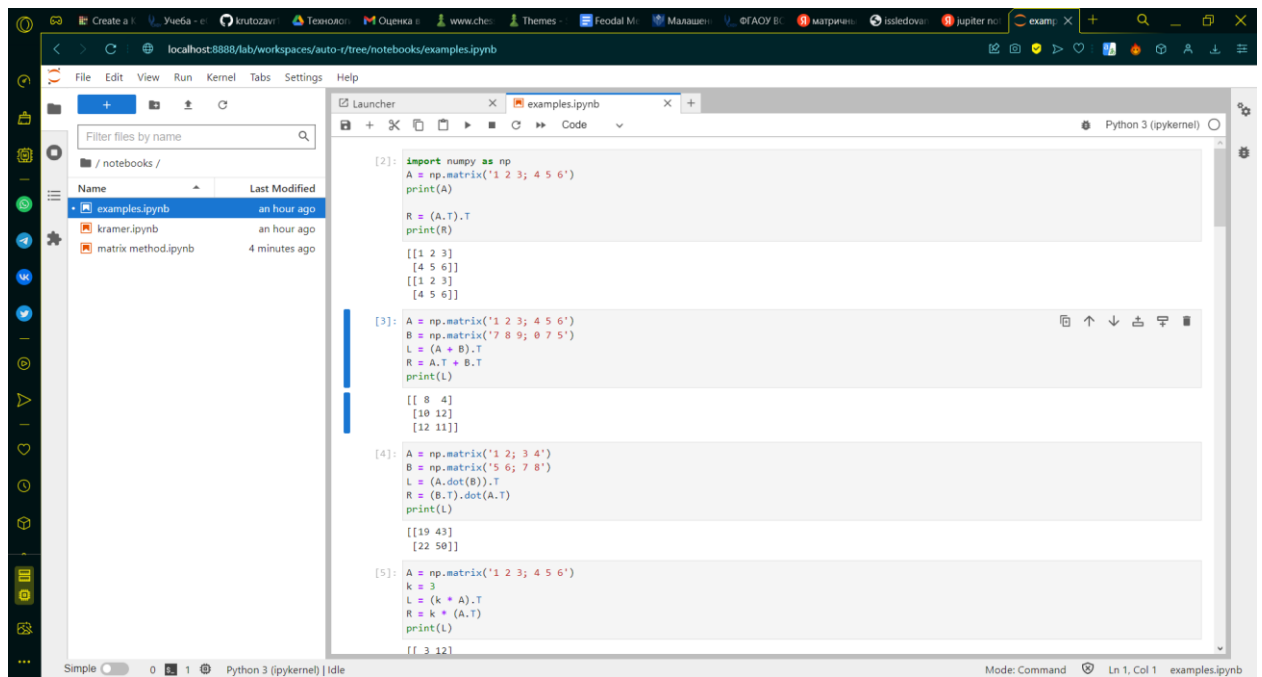 Create a K
Учеба - е
krutozavr
Технолог
Оценка в
www.ches
Themes -
Feodal Me
Малашен
ФГАОУ ВО
матричны
issledovan
jupiter not
examp
localhost:8888/lab/workspaces/auto-r/tree/notebooks/examples.ipynb
File Edit View Run Kernel Tabs Settings Help
Filter files by name
/ notebooks /
Name Last Modified
examples.ipynb an hour ago
kramer.ipynb an hour ago
matrix method.ipynb 4 minutes ago
Launcher examples.ipynb
Code Python 3 (ipykernel)
[2]: import numpy as np
A = np.matrix('1 2 3; 4 5 6')
print(A)
R = (A.T).T
print(R)
[[1 2 3]
[4 5 6]]
[[1 2 3]
[4 5 6]]
[3]: A = np.matrix('1 2 3; 4 5 6')
B = np.matrix('7 8 9; 0 7 5')
L = (A + B).T
R = A.T + B.T
print(L)
[[ 8 4]
[10 12]
[12 11]]
[4]: A = np.matrix('1 2; 3 4')
B = np.matrix('5 6; 7 8')
L = (A.dot(B)).T
R = (B.T).dot(A.T)
print(L)
[[19 43]
[22 50]]
[5]: A = np.matrix('1 2 3; 4 5 6')
k = 3
L = (k * A).T
R = k * (A.T)
print(L)
[[ 3 12]
Simple 0 1 Python 3 (ipykernel) | Idle Mode: Command Ln 1, Col 1 examples.ipynb